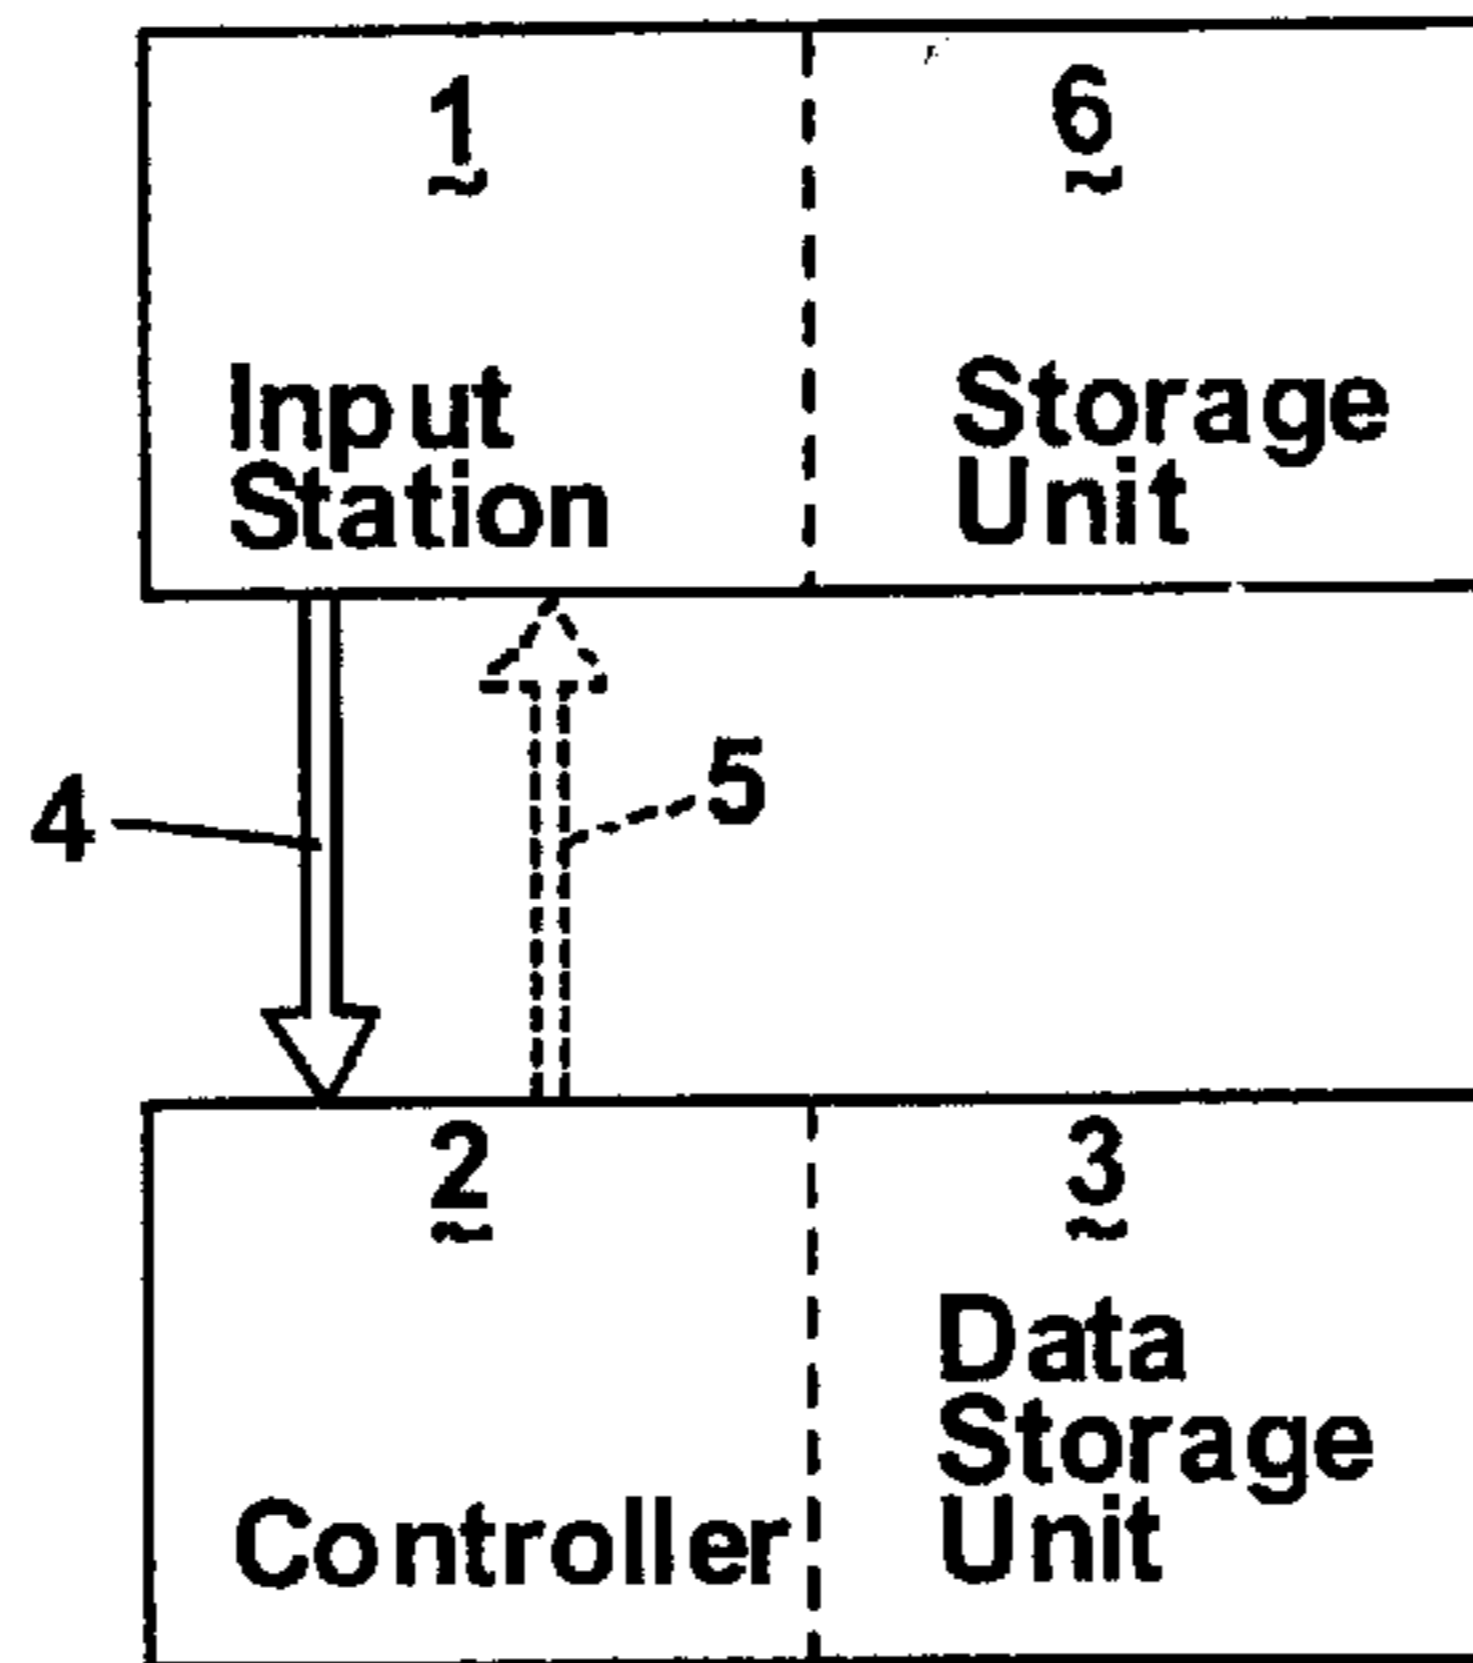 1
6
Input
Station
Storage
Unit
4
5
2
3
Controller
Data
Storage
Unit